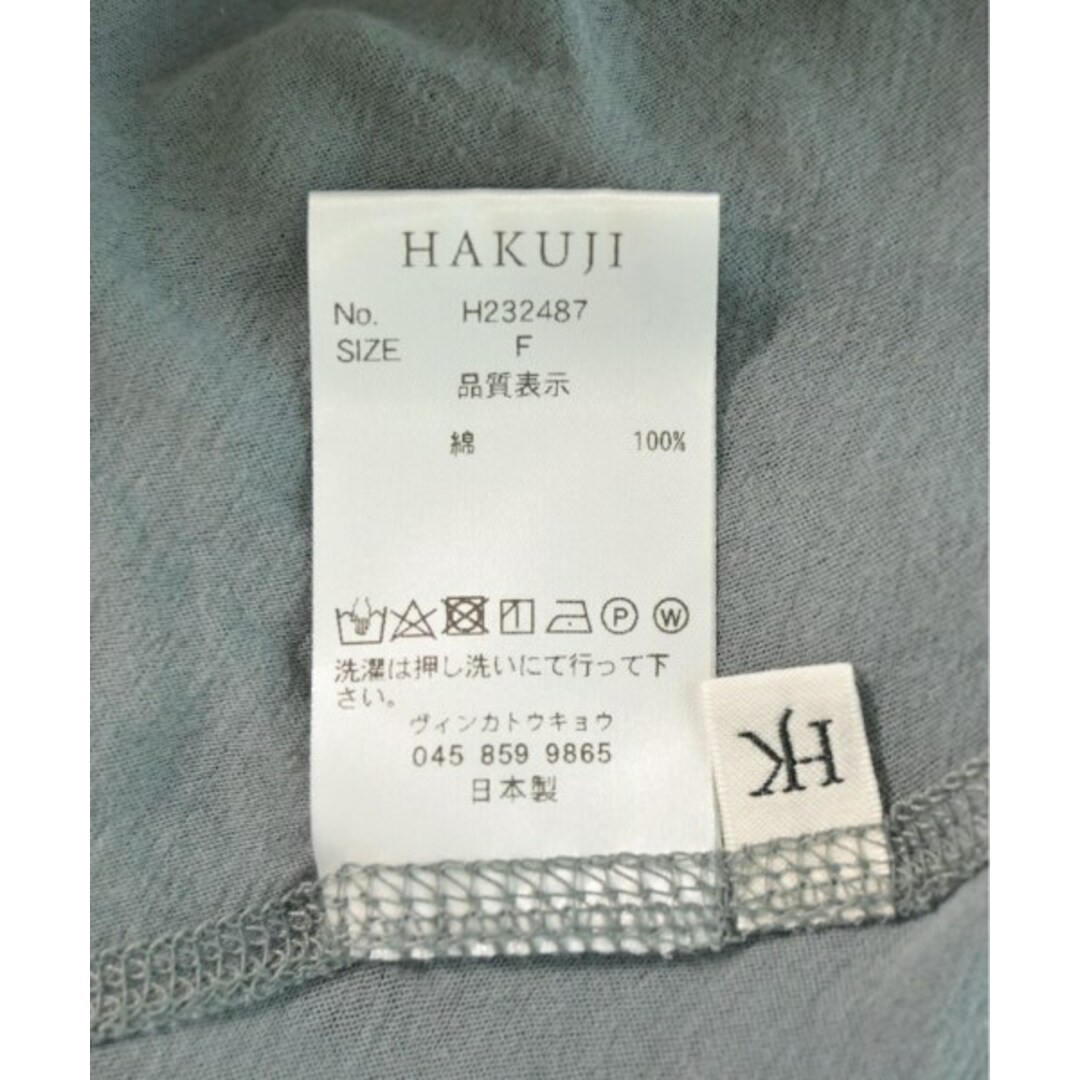 HAKUJI
No. H232487
SIZE F
品質表示
綿 100%
P W
洗濯は押し洗いにて行って下
さい。
ヴィンカトウキョウ
045 859 9865
日本製
HJK